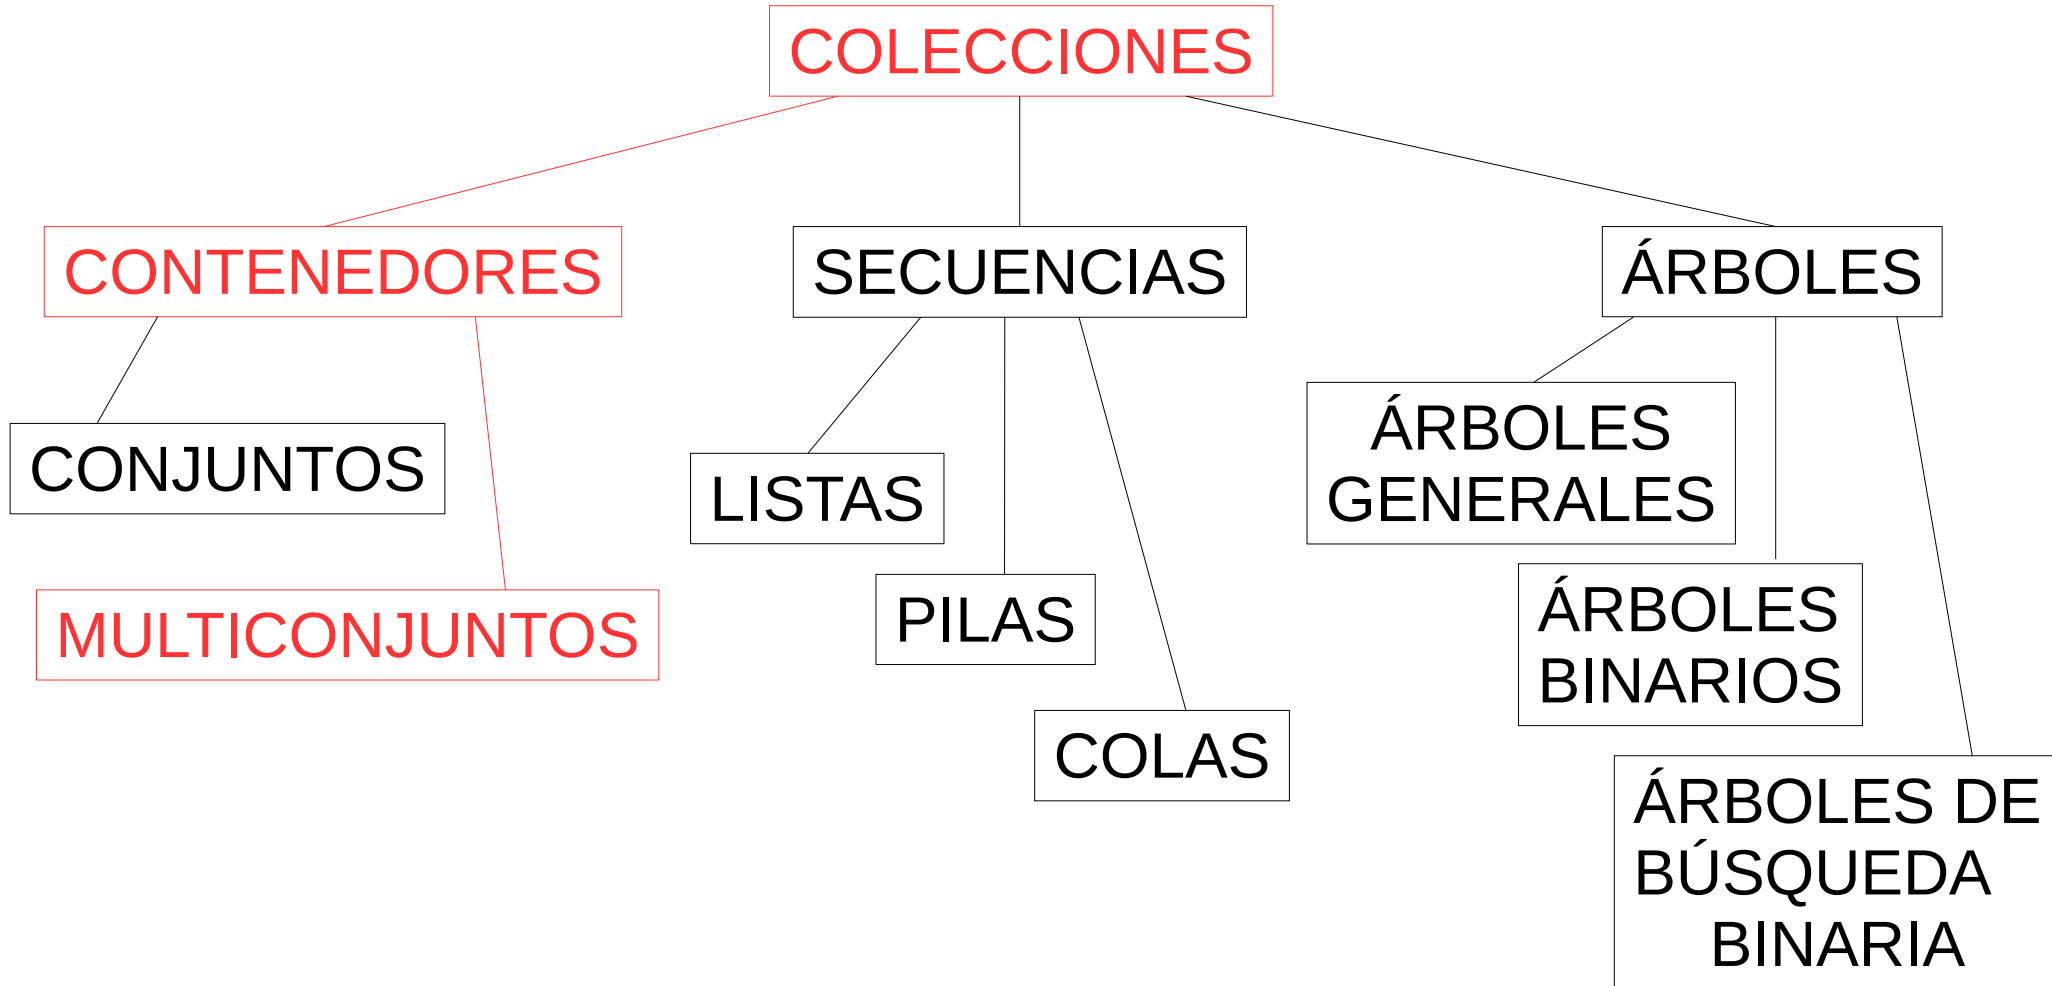 COLECCIONES
CONTENEDORES
SECUENCIAS
ÁRBOLES
CONJUNTOS
MULTICONJUNTOS
LISTAS
PILAS
COLAS
ÁRBOLES
GENERALES
ÁRBOLES
BINARIOS
ÁRBOLES DE
BÚSQUEDA
BINARIA